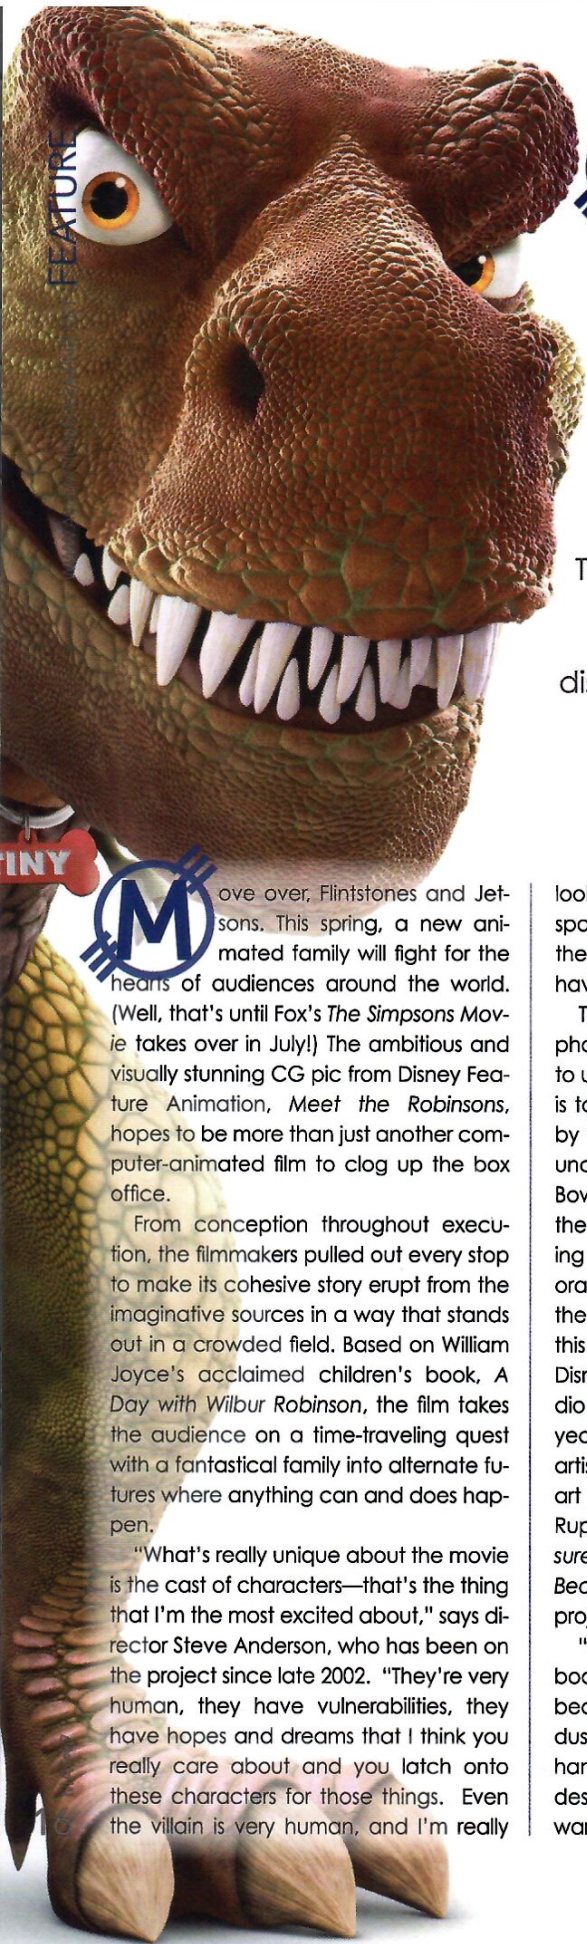 FEATURE
TINY
Move over, Flintstones and Jet-
sons. This spring, a new ani-
mated family will fight for the
hearts of audiences around the world.
(Well, that's until Fox's The Simpsons Mov-
ie takes over in July!) The ambitious and
visually stunning CG pic from Disney Fea-
ture Animation, Meet the Robinsons,
hopes to be more than just another com-
puter-animated film to clog up the box
office.
From conception throughout execu-
tion, the filmmakers pulled out every stop
to make its cohesive story erupt from the
imaginative sources in a way that stands
out in a crowded field. Based on William
Joyce's acclaimed children's book, A
Day with Wilbur Robinson, the film takes
the audience on a time-traveling quest
with a fantastical family into alternate fu-
tures where anything can and does hap-
pen.
"What's really unique about the movie
is the cast of characters—that's the thing
that I'm the most excited about," says di-
rector Steve Anderson, who has been on
the project since late 2002. "They're very
human, they have vulnerabilities, they
have hopes and dreams that I think you
really care about and you latch onto
these characters for those things. Even
the villain is very human, and I'm really